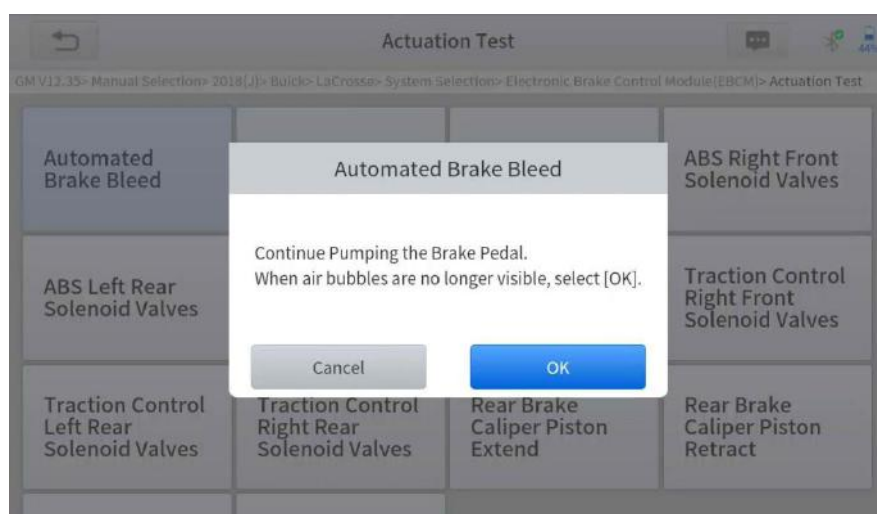 Actuation Test
44%
GM V12.35> Manual Selection> 2018(J)> Buick> LaCrosse> System Selection> Electronic Brake Control Module(EBCM)> Actuation Test
Automated
Brake Bleed
Automated Brake Bleed
ABS Right Front
Solenoid Valves
Continue Pumping the Brake Pedal.
When air bubbles are no longer visible, select [OK].
ABS Left Rear
Solenoid Valves
Traction Control
Right Front
Solenoid Valves
Cancel
OK
Traction Control
Left Rear
Solenoid Valves
Traction Control
Right Rear
Solenoid Valves
Rear Brake
Caliper Piston
Extend
Rear Brake
Caliper Piston
Retract